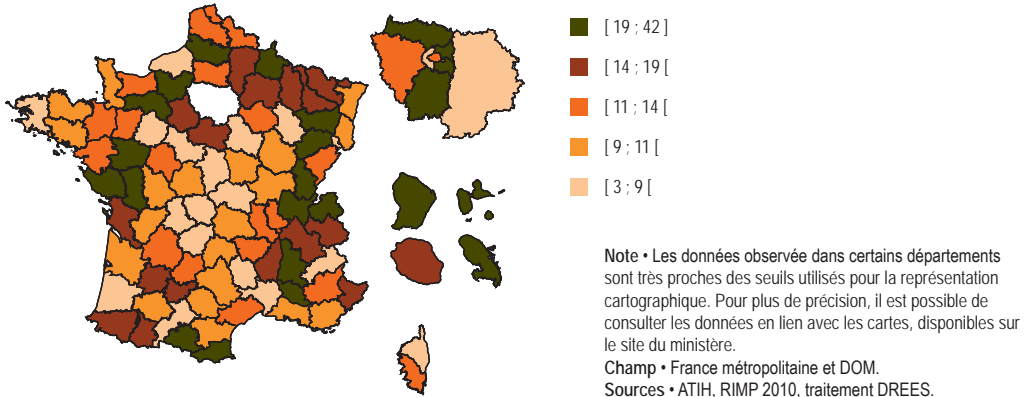 [ 19 ; 42 ]
[ 14 ; 19 [
[ 11 ; 14 [
[ 9 ; 11 [
[ 3 ; 9 [
Note • Les données observée dans certains départements
sont très proches des seuils utilisés pour la représentation
cartographique. Pour plus de précision, il est possible de
consulter les données en lien avec les cartes, disponibles sur
le site du ministère.
Champ • France métropolitaine et DOM.
Sources • ATIH, RIMP 2010, traitement DREES.